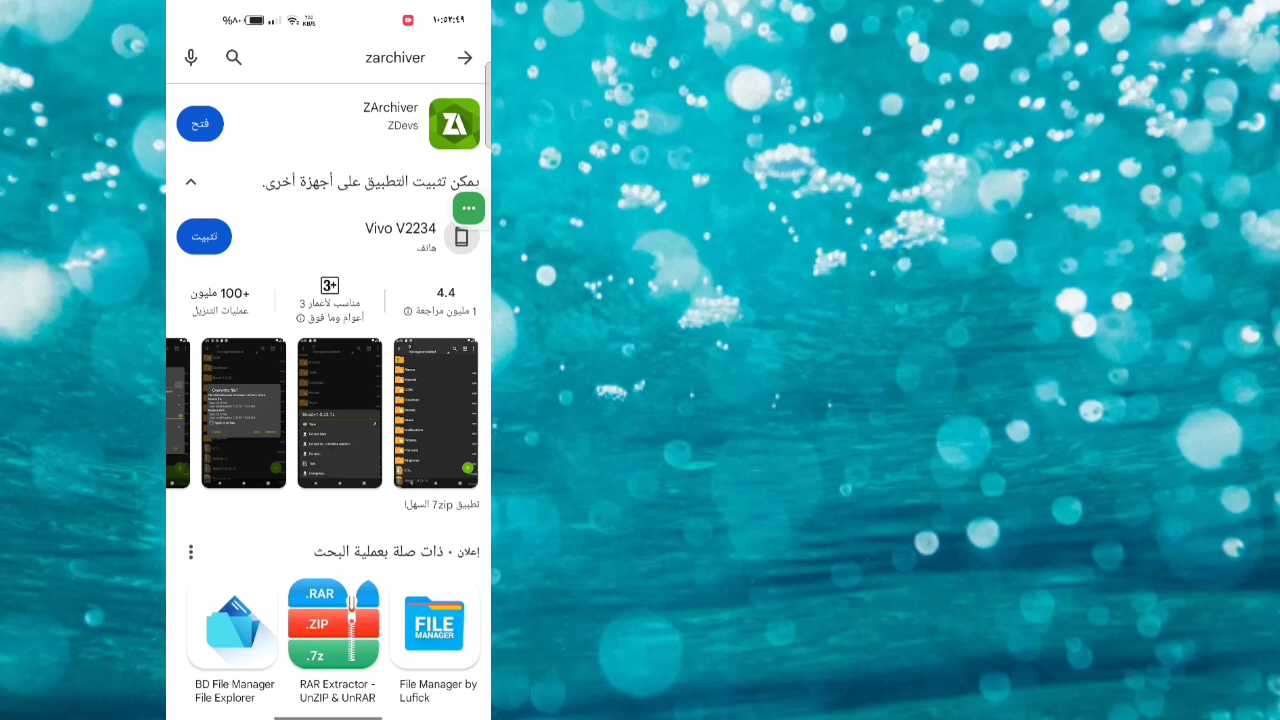 ١٠:٥٢:٤٩
%٨٠
KB/S
zarchiver
ZArchiver
ZDevs
فتح
يمكن تثبيت التطبيق على أجهزة أخرى.
Vivo V2234
هاتف
تثبيت
4.4
1 مليون مراجعة
3+
مناسب لأعمار 3
أعوام وما فوق
+100 مليون
عمليات التنزيل
تطبيق 7zip السهل!
إعلان • ذات صلة بعملية البحث
FILE
MANAGER
.RAR
.ZIP
.7z
File Manager by
Lufick
RAR Extractor -
UnZIP & UnRAR
BD File Manager
File Explorer